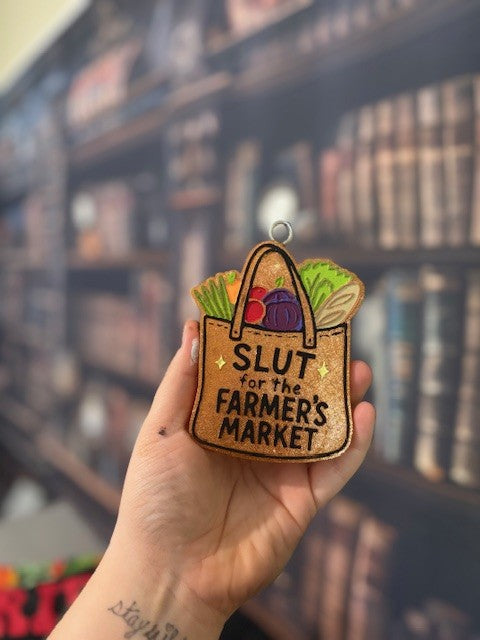 SLUT
for the
FARMER'S
MARKET